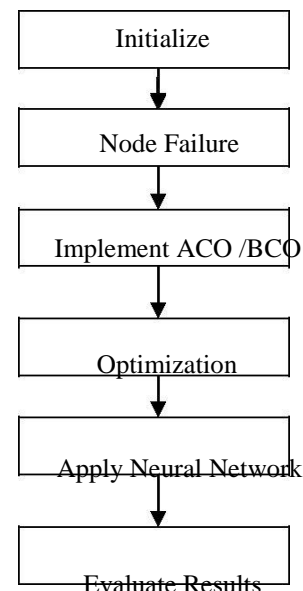 Initialize
Node Failure
Implement ACO /BCO
Optimization
Apply Neural Network
Evaluate Results